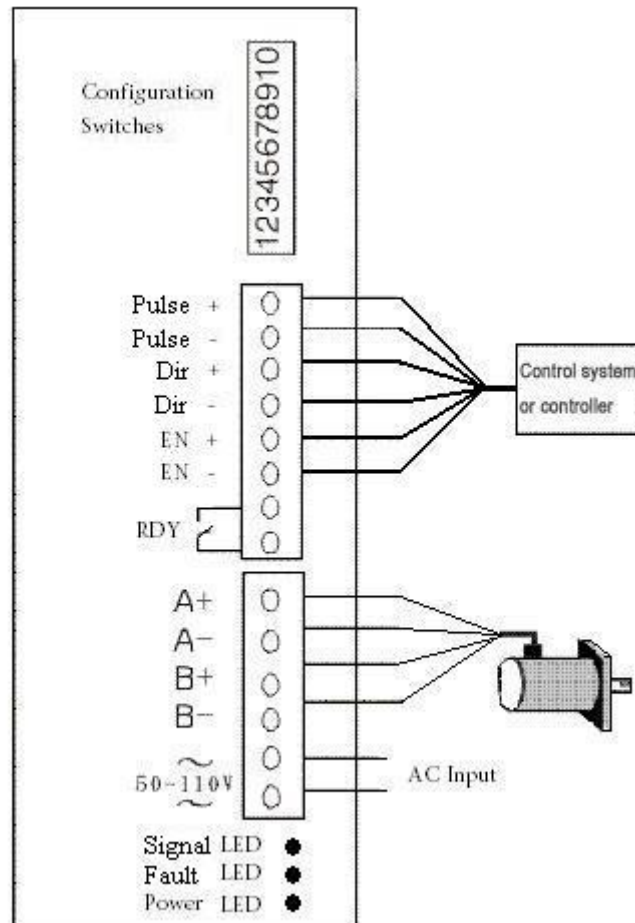 Configuration
Switches
12345678910
Pulse +
Pulse -
Dir +
Dir -
EN +
EN -
RDY
Control system
or controller
A+
A-
B+
B-
~
50-110V
~
AC Input
Signal LED
Fault LED
Power LED